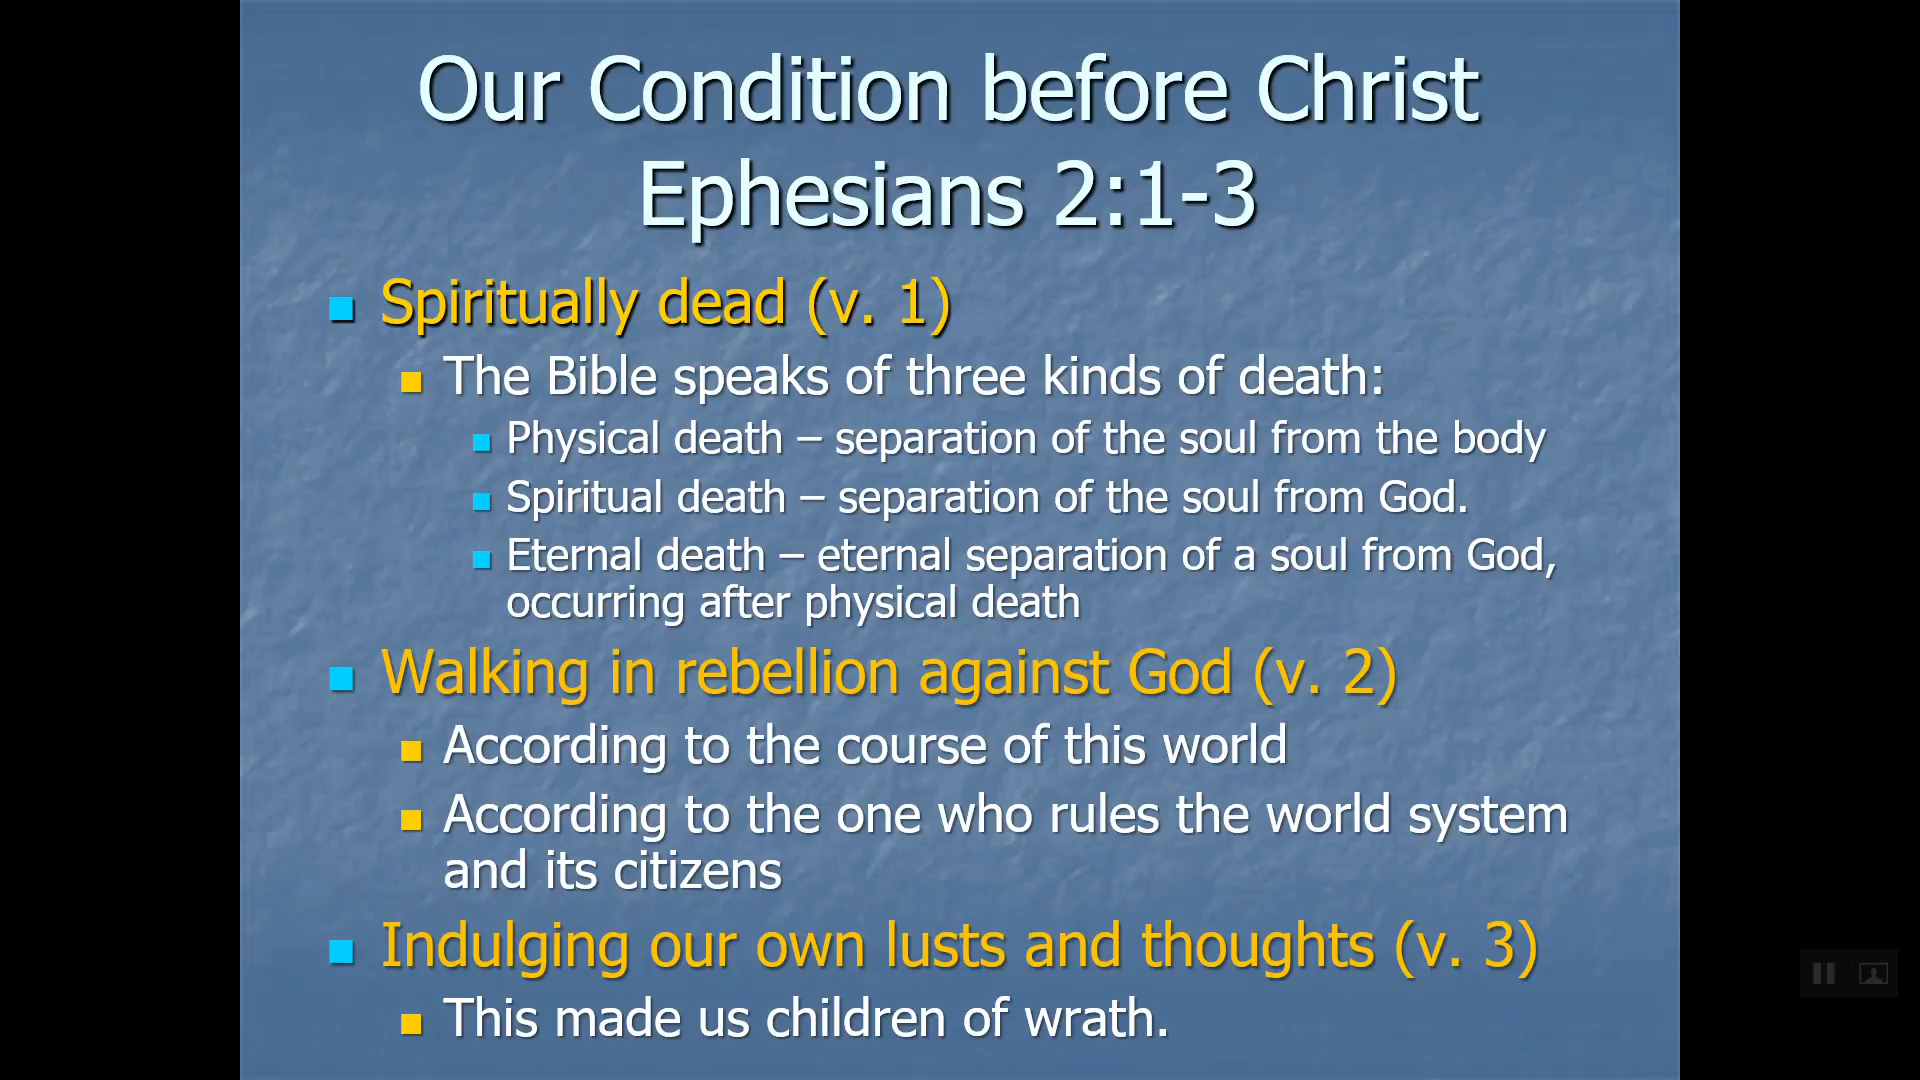 Our Condition before Christ
Ephesians 2:1-3
Spiritually dead (v. 1)
The Bible speaks of three kinds of death:
Physical death – separation of the soul from the body
Spiritual death – separation of the soul from God.
Eternal death – eternal separation of a soul from God,
occurring after physical death
Walking in rebellion against God (v. 2)
According to the course of this world
According to the one who rules the world system
and its citizens
Indulging our own lusts and thoughts (v. 3)
This made us children of wrath.